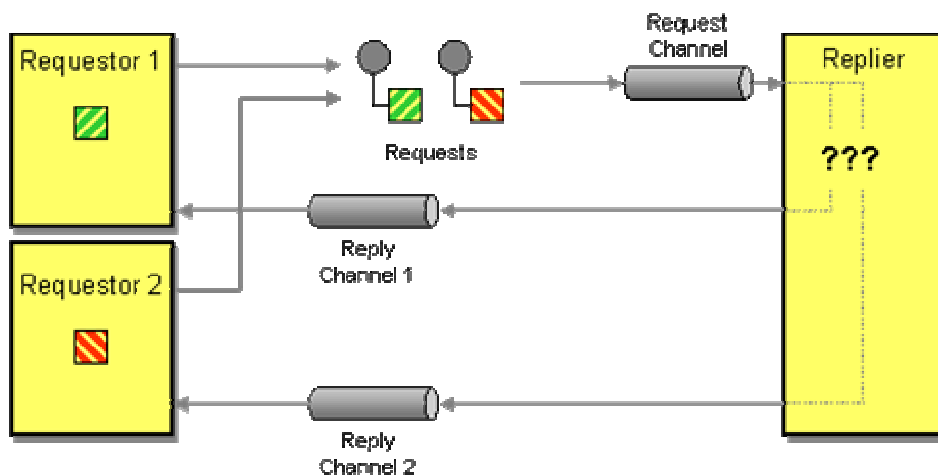 Requestor 1
Requests
Request
Channel
Replier
???
Reply
Channel 1
Requestor 2
Reply
Channel 2